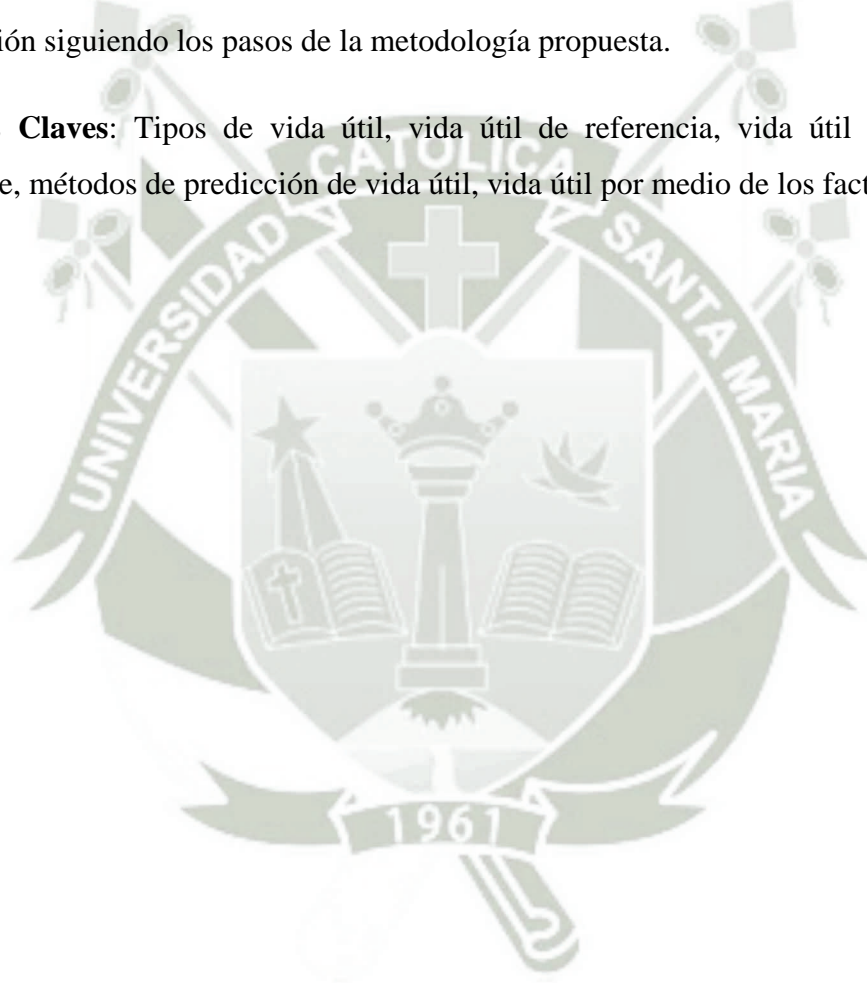 ión siguiendo los pasos de la metodología propuesta.
Claves: Tipos de vida útil, vida útil de referencia, vida útil
e, métodos de predicción de vida útil, vida útil por medio de los fact
UNIVERSIDAD CATOLICA SANTA MARIA
1961